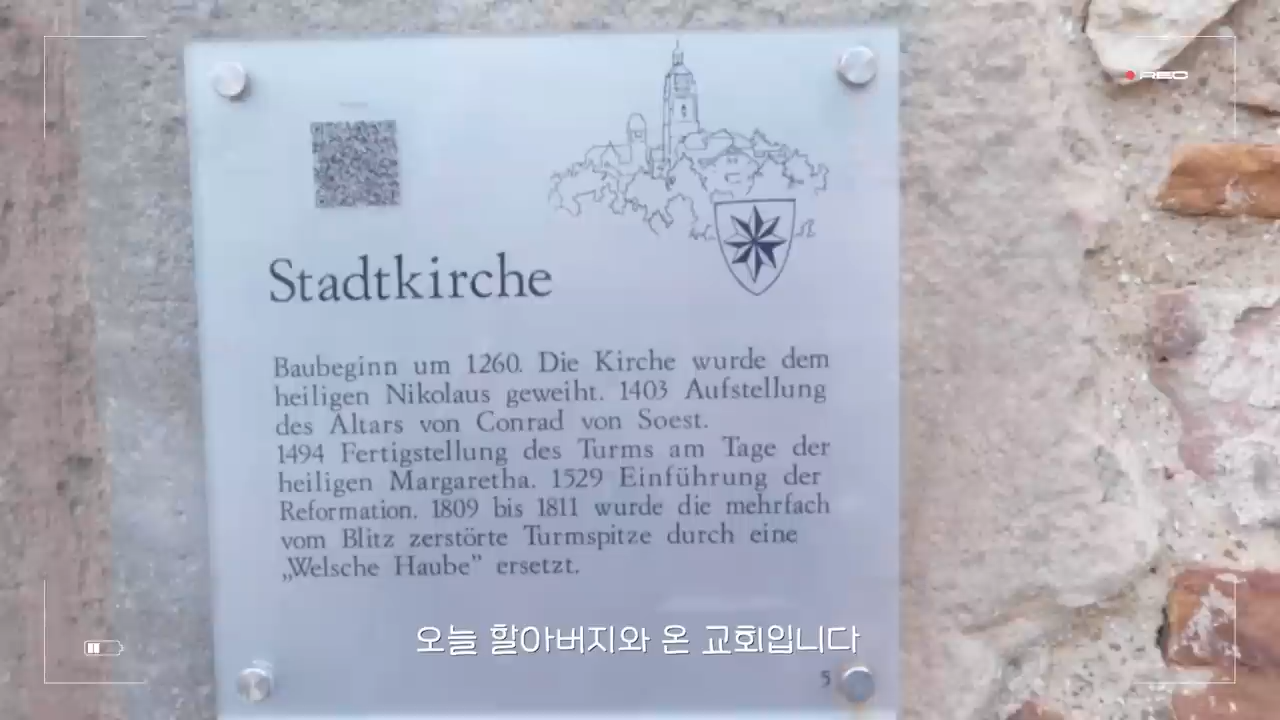 REC
Stadtkirche
Baubeginn um 1260. Die Kirche wurde dem
heiligen Nikolaus geweiht. 1403 Aufstellung
des Altars von Conrad von Soest.
1494 Fertigstellung des Turms am Tage der
heiligen Margaretha. 1529 Einführung der
Reformation. 1809 bis 1811 wurde die mehrfach
vom Blitz zerstörte Turmspitze durch eine
„Welsche Haube” ersetzt.
오늘 할아버지와 온 교회입니다
5